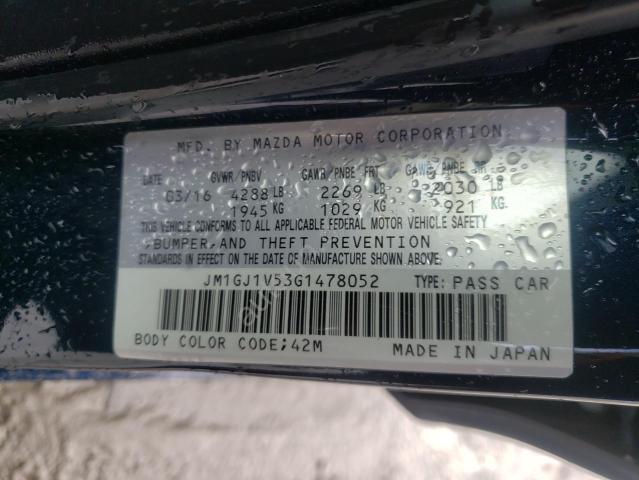 MFD. BY MAZDA MOTOR CORPORATION
DATE GVWR/PNBV GAWR/PNBE FRT GAWR/PNBE RR
03/16 4288 LB 2269 LB 2030 LB
1945 KG 1029 KG 921 KG.
THIS VEHICLE CONFORMS TO ALL APPLICABLE FEDERAL MOTOR VEHICLE SAFETY
,BUMPER,AND THEFT PREVENTION
STANDARDS IN EFFECT ON THE DATE OF MANUFACTURE SHOWN ABOVE.
JM1GJ1V53G1478052 TYPE: PASS CAR
BODY COLOR CODE;42M MADE IN JAPAN